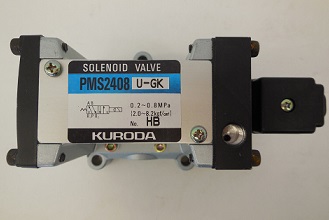 SOLENOID VALVE
PMS2408 U-GK
0.2~0.8MPa
(2.0~8.2kgf/cm²)
No. HB
KURODA